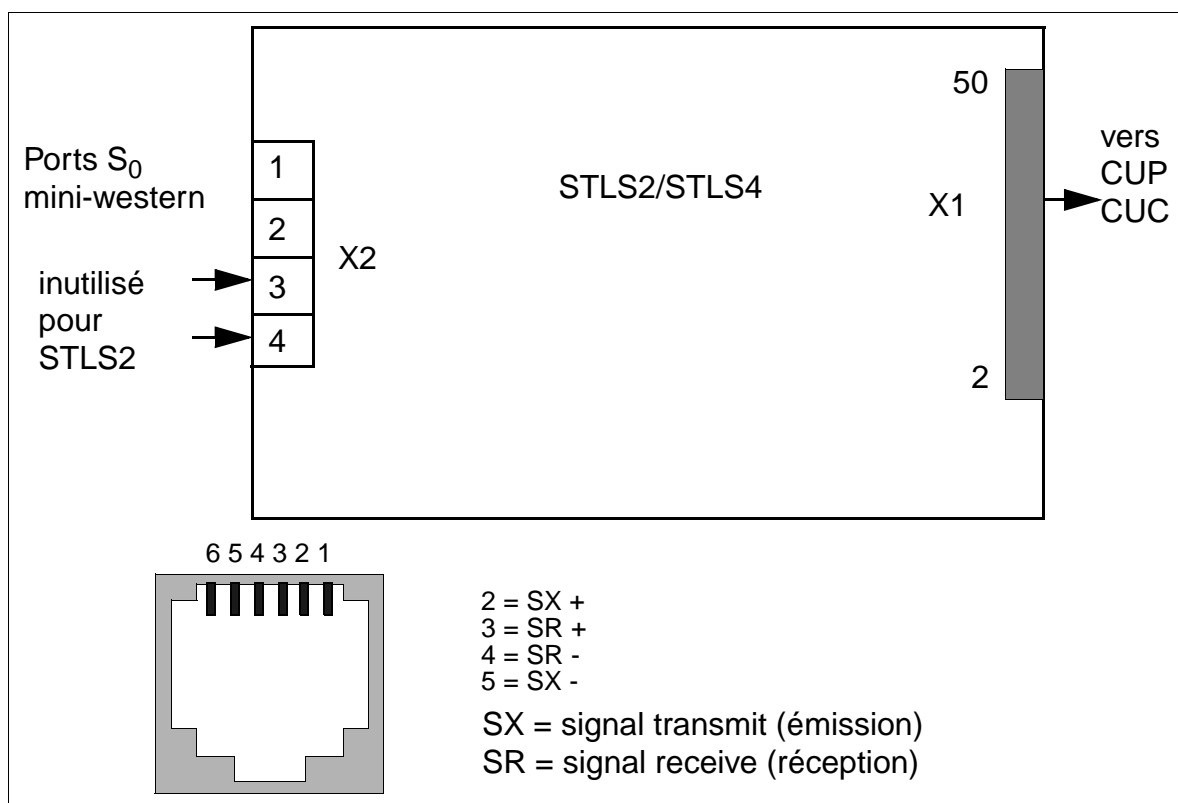 50
vers
CUP
CUC
X1
2
STLS2/STLS4
Ports S0
mini-western
1
2
3
4
X2
inutilisé
pour
STLS2
6 5 4 3 2 1
2 = SX +
3 = SR +
4 = SR -
5 = SX -
SX = signal transmit (émission)
SR = signal receive (réception)